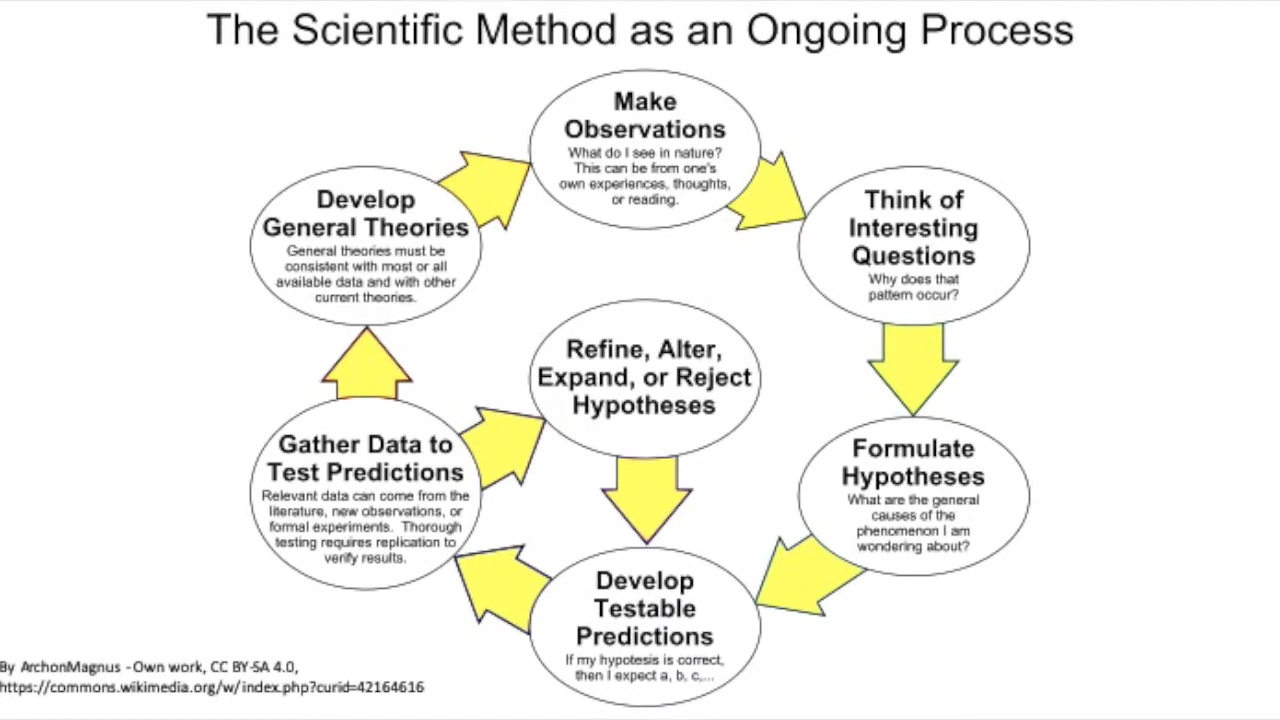 The Scientific Method as an Ongoing Process
Make
Observations
What do I see in nature?
This can be from one's
own experiences, thoughts,
or reading.
Think of
Interesting
Questions
Why does that
pattern occur?
Formulate
Hypotheses
What are the general
causes of the
phenomenon I am
wondering about?
Develop
Testable
Predictions
If my hypotesis is correct,
then I expect a, b, c,...
Gather Data to
Test Predictions
Relevant data can come from the
literature, new observations, or
formal experiments. Thorough
testing requires replication to
verify results.
Refine, Alter,
Expand, or Reject
Hypotheses
Develop
General Theories
General theories must be
consistent with most or all
available data and with other
current theories.
By ArchonMagnus - Own work, CC BY-SA 4.0,
https://commons.wikimedia.org/w/index.php?curid=42164616